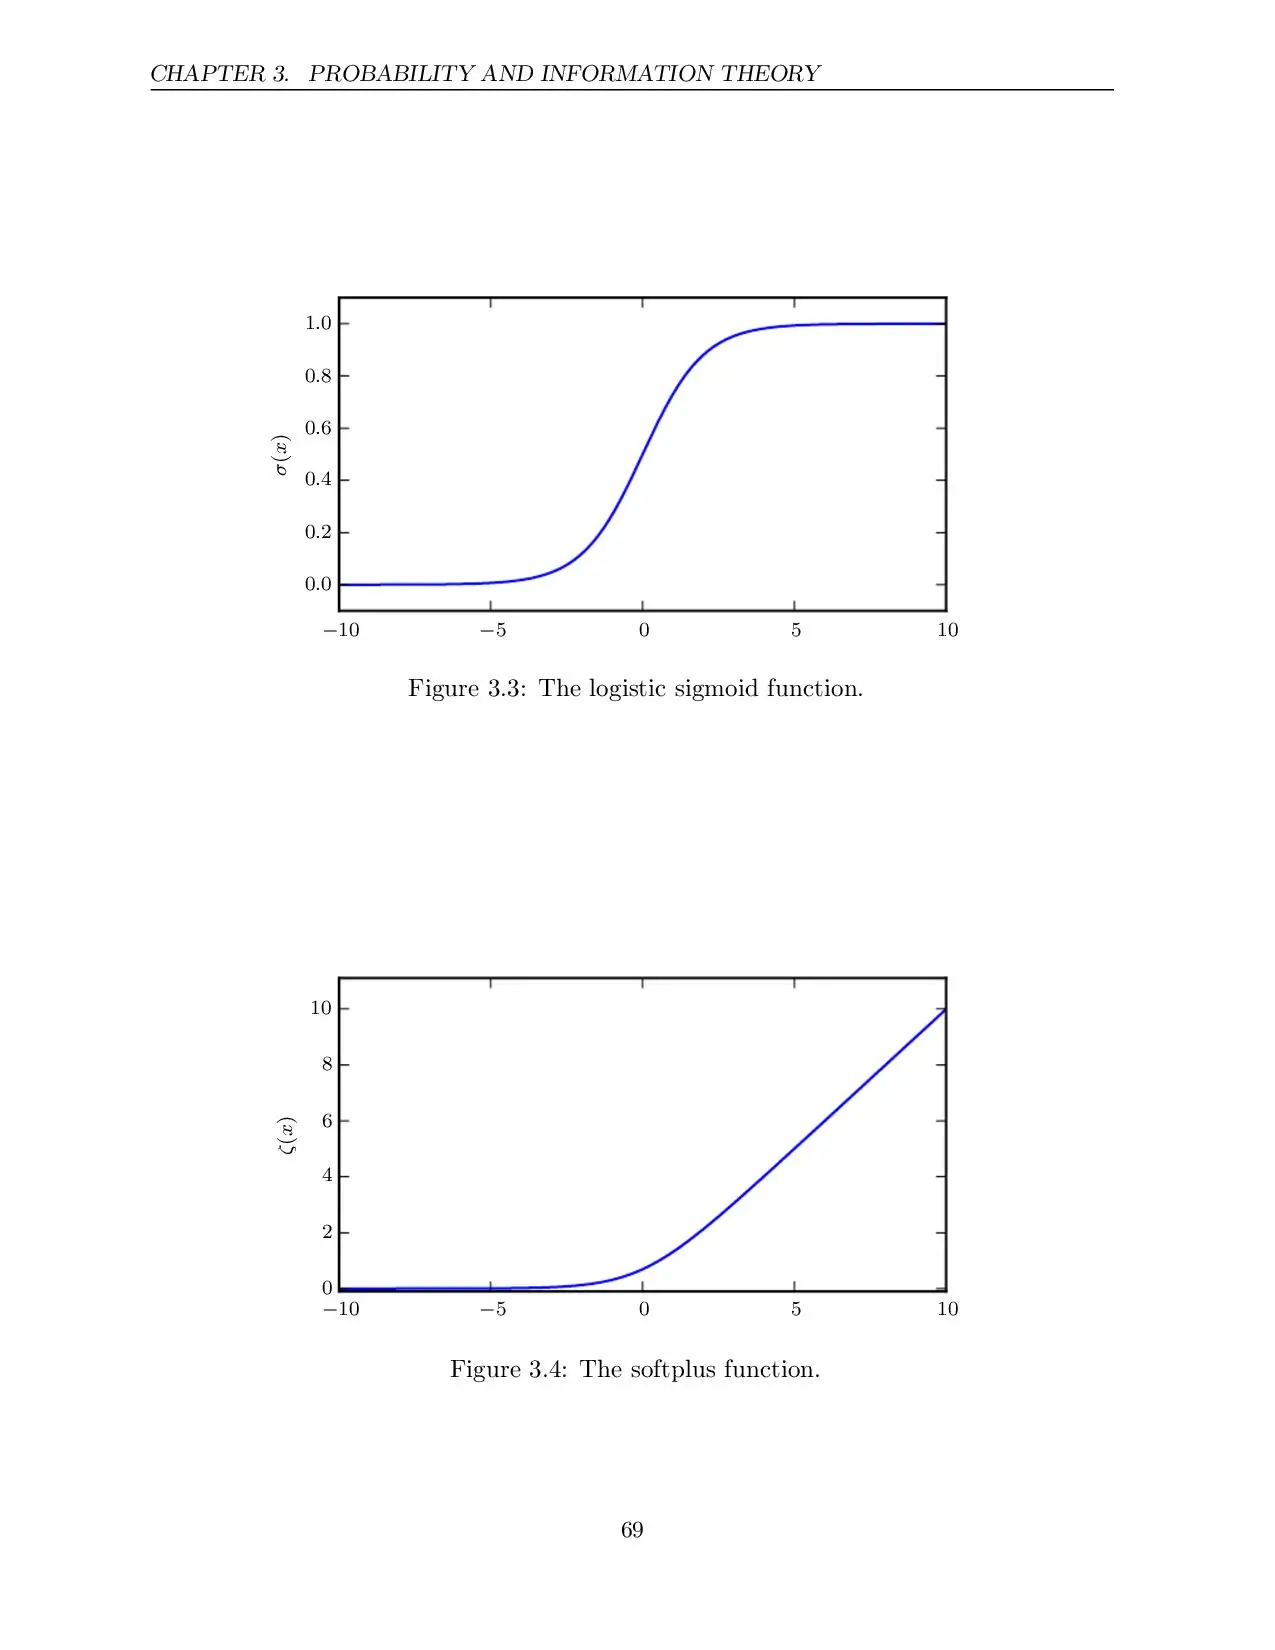 CHAPTER 3. PROBABILITY AND INFORMATION THEORY
1.0
0.8
0.6
0.4
0.2
0.0
σ(x)
−10 −5 0 5 10
Figure 3.3: The logistic sigmoid function.
10
8
6
4
2
0
ζ(x)
−10 −5 0 5 10
Figure 3.4: The softplus function.
69